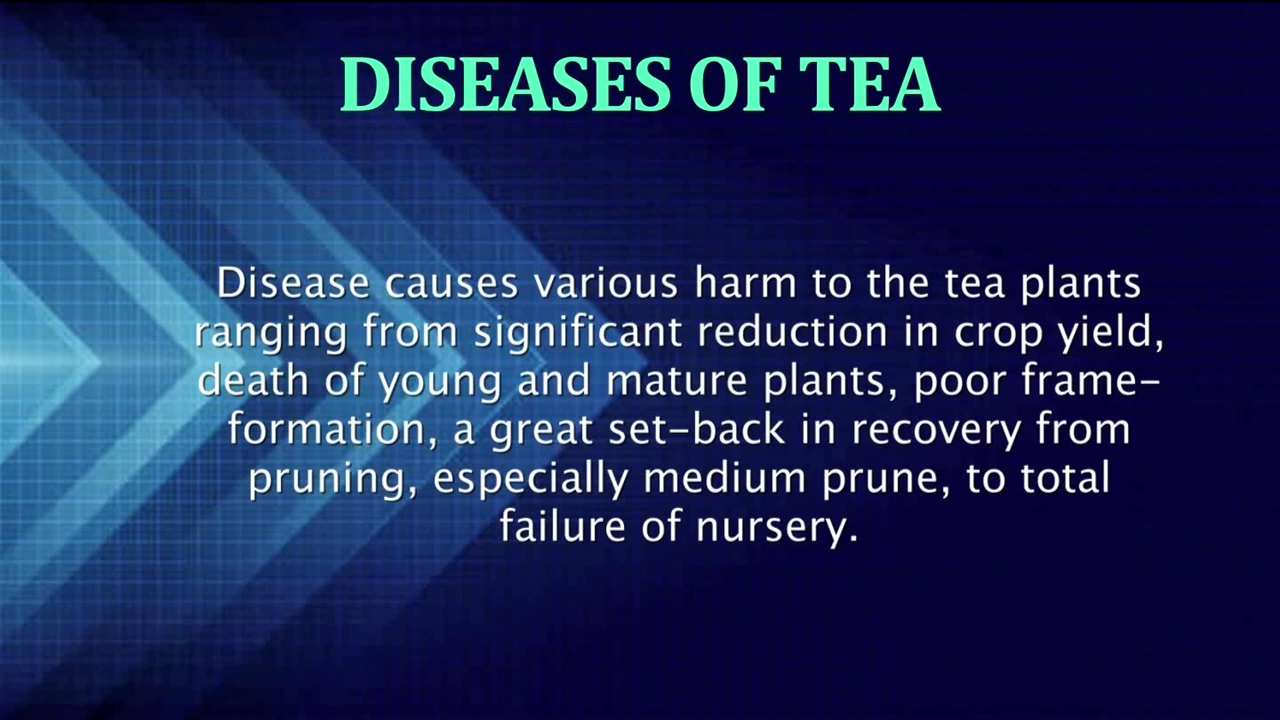 DISEASES OF TEA
Disease causes various harm to the tea plants
ranging from significant reduction in crop yield,
death of young and mature plants, poor frame-
formation, a great set-back in recovery from
pruning, especially medium prune, to total
failure of nursery.